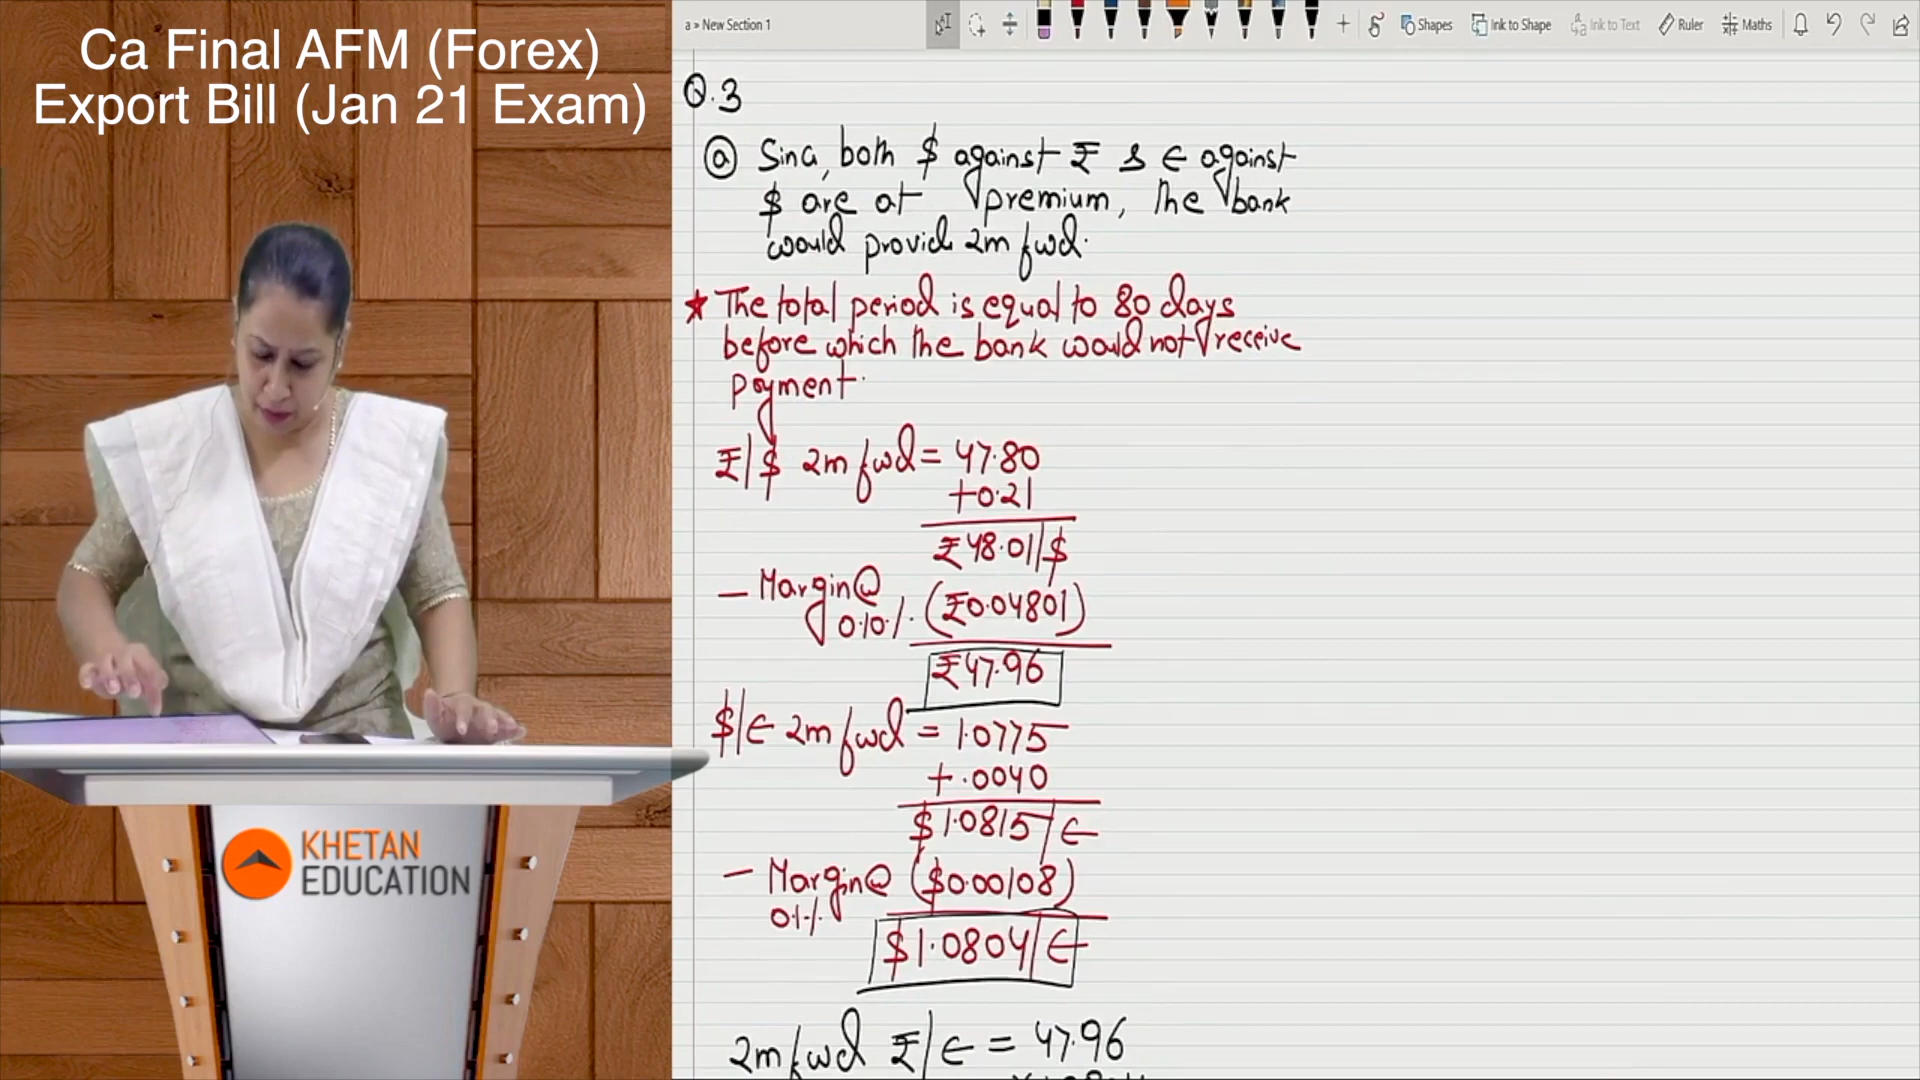 Ca Final AFM (Forex)
Export Bill (Jan 21 Exam)
KHETAN
EDUCATION
a » New Section 1
Shapes
Ink to Shape
Ink to Text
Ruler
Maths
Q.3
ⓐ Since, both $ against ₹ & € against
$ are at premium, The bank
would provide 2m fwd.
★ The total period is equal to 80 days
before which the bank would not receive
payment.
₹/$ 2m fwd = 47.80
+0.21
₹48.01/$
- Margin@
0.10% (₹0.04801)
₹47.96
$/€ 2m fwd = 1.0775
+.0040
$1.0815/€
- Margin@ ($0.00108)
0.1%
$1.0804/€
2m fwd ₹/€ = 47.96